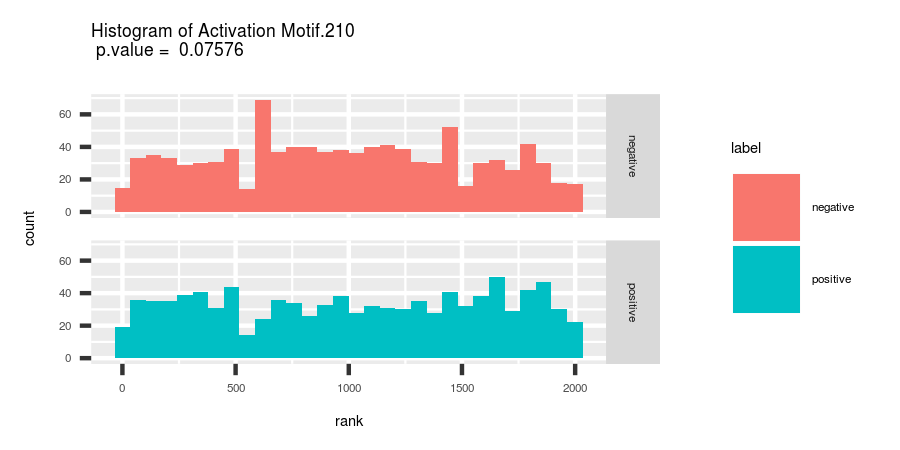 Histogram of Activation Motif.210
p.value = 0.07576
count
60
40
20
0
negative
60
40
20
0
positive
0 500 1000 1500 2000
rank
label
negative
positive